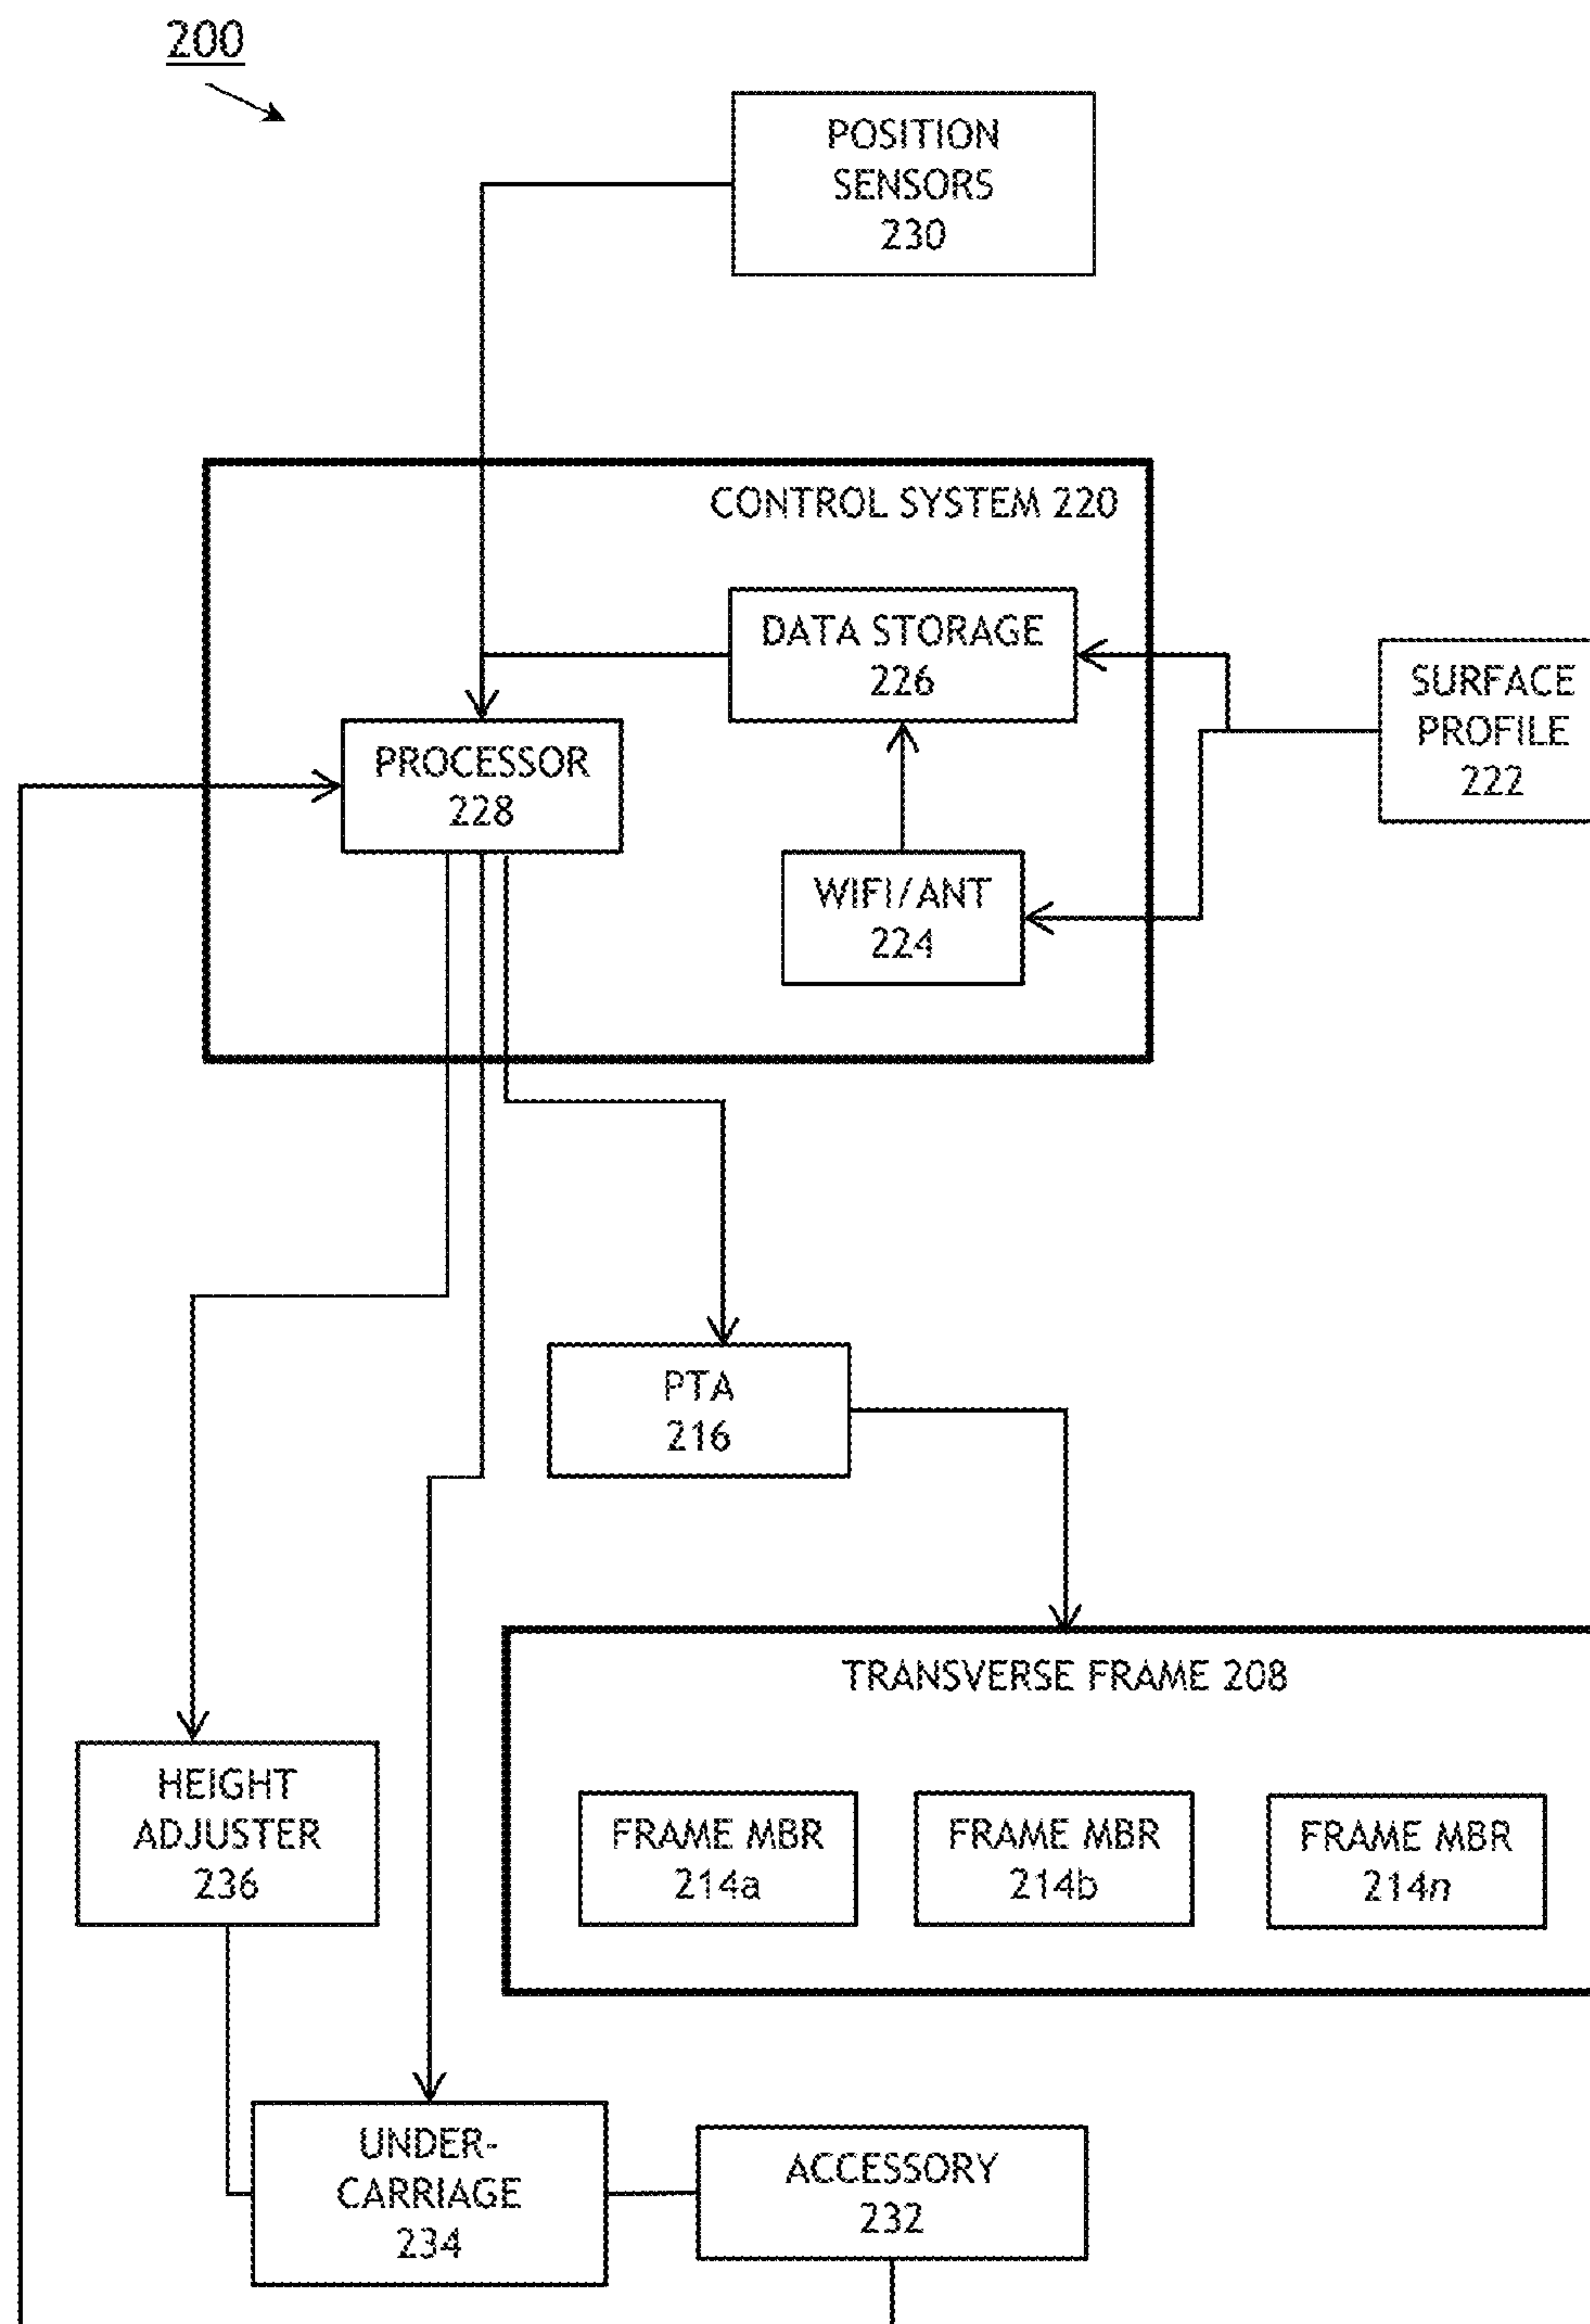 200
POSITION
SENSORS
230
CONTROL SYSTEM 220
DATA STORAGE
226
SURFACE
PROFILE
222
PROCESSOR
228
WIFI/ANT
224
PTA
216
TRANSVERSE FRAME 208
HEIGHT
ADJUSTER
236
FRAME MBR
214a
FRAME MBR
214b
FRAME MBR
214n
UNDER-
CARRIAGE
234
ACCESSORY
232